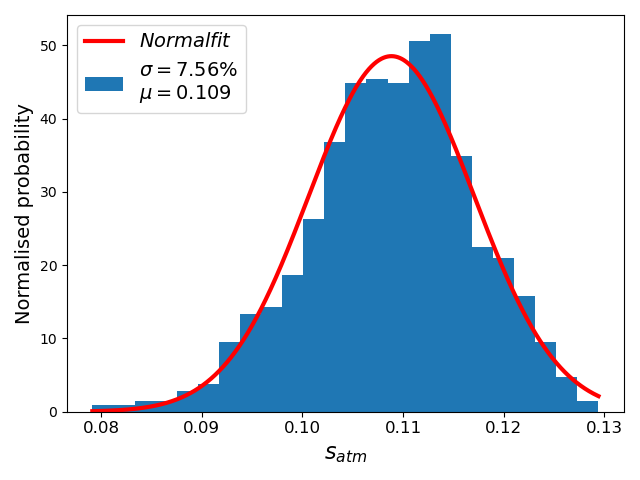 Normalfit
σ = 7.56%
μ = 0.109
Normalised probability
50
40
30
20
10
0
0.08 0.09 0.10 0.11 0.12 0.13
s_atm